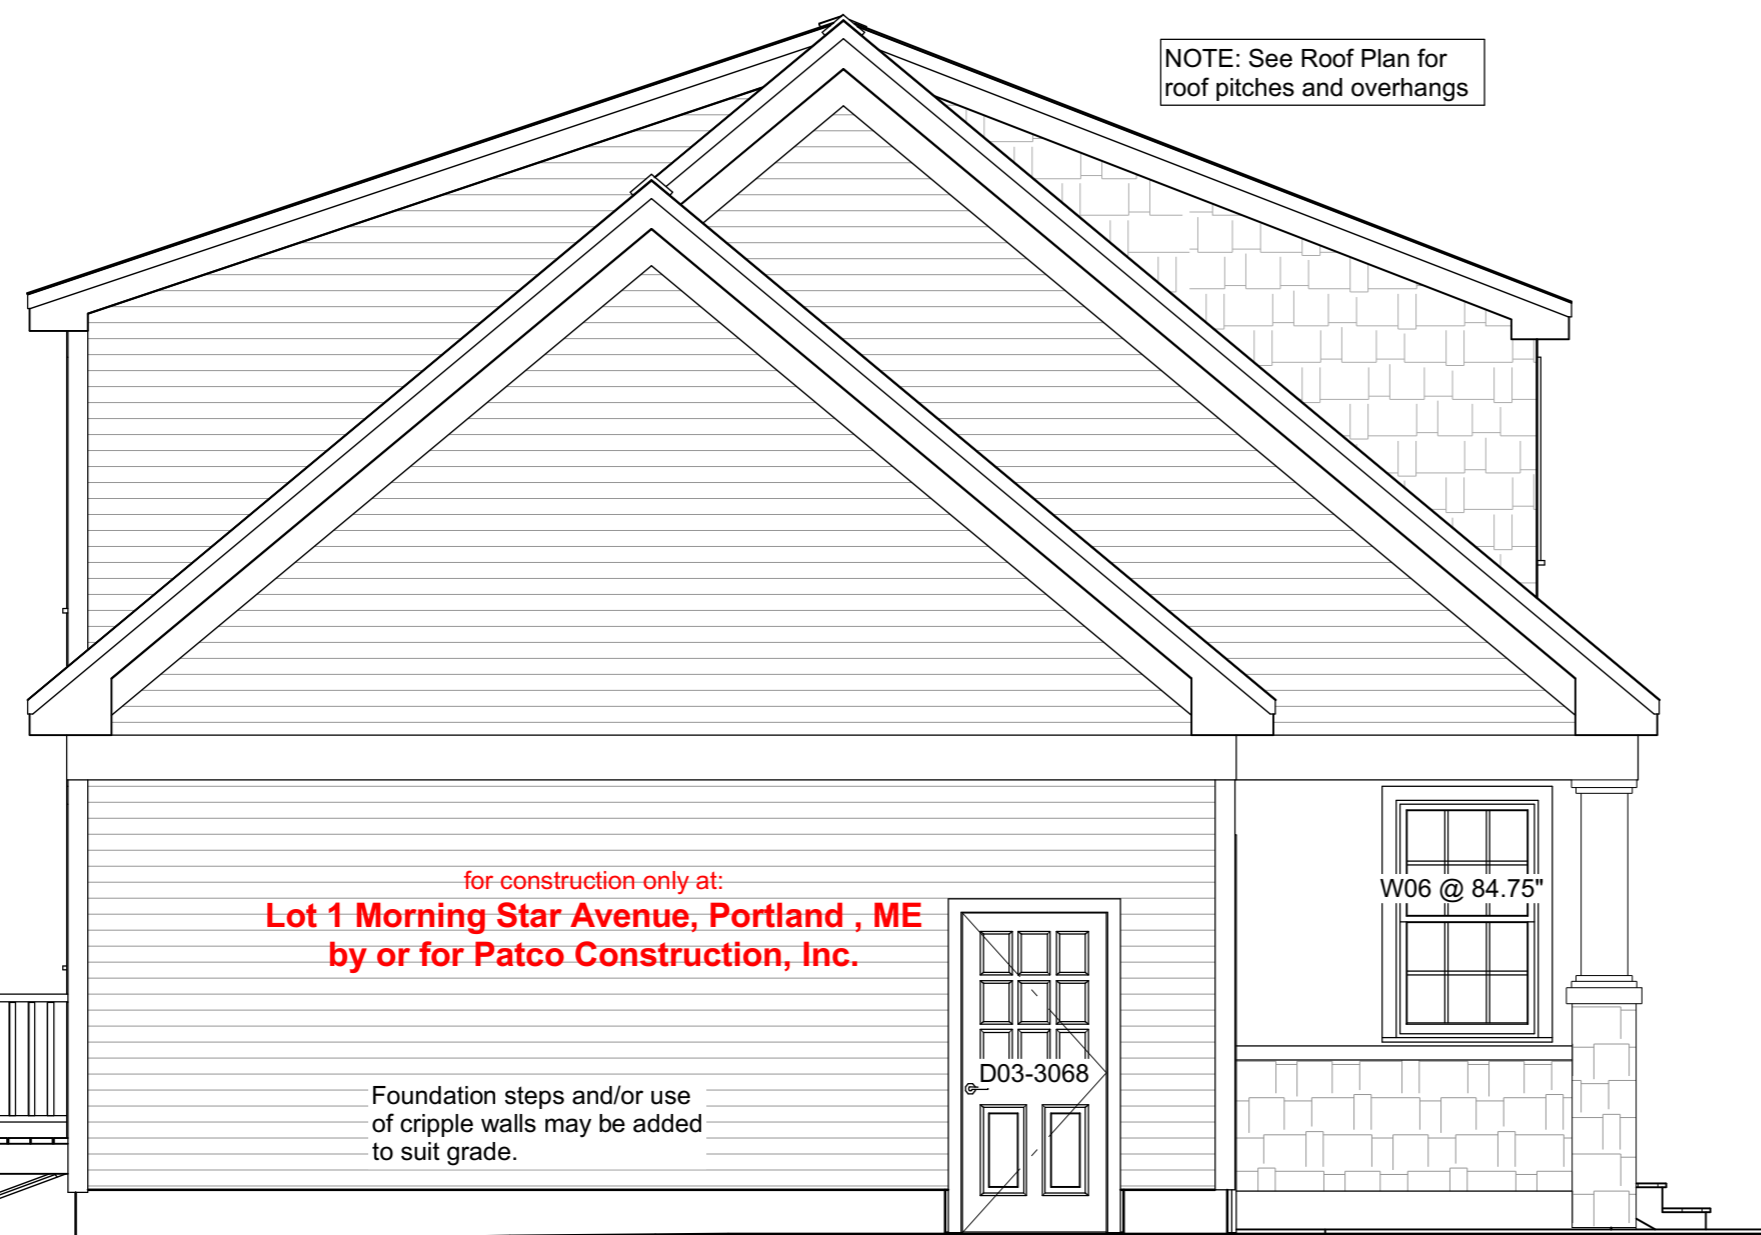 NOTE: See Roof Plan for
roof pitches and overhangs
W06 @ 84.75"
for construction only at:
Lot 1 Morning Star Avenue, Portland , ME
by or for Patco Construction, Inc.
D03-3068
Foundation steps and/or use
of cripple walls may be added
to suit grade.